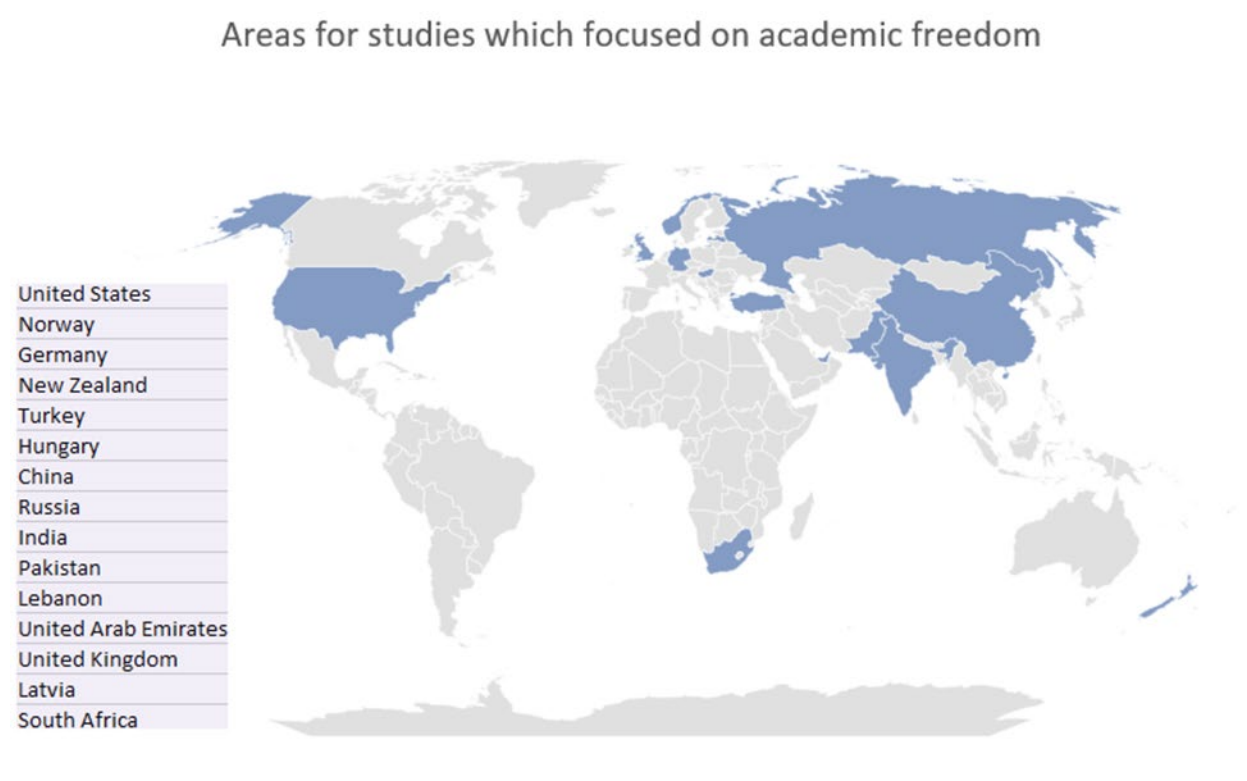 Areas for studies which focused on academic freedom
United States
Norway
Germany
New Zealand
Turkey
Hungary
China
Russia
India
Pakistan
Lebanon
United Arab Emirates
United Kingdom
Latvia
South Africa